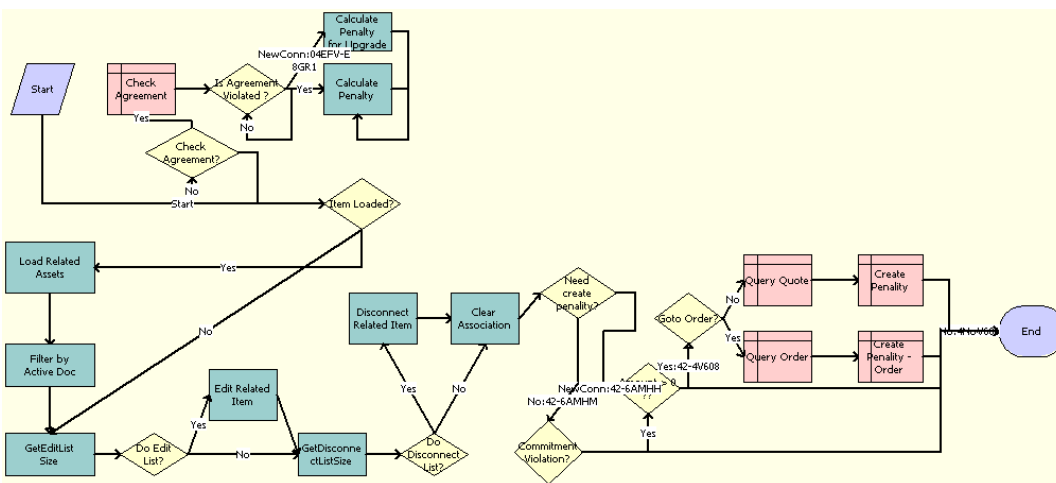 Calculate
Penalty
for Upgrade
NewConn:04EFV-E
8GR1
Start
Check
Agreement
Is Agreement
Violated ?
Yes
Calculate
Penalty
No
Yes
Check
Agreement?
No
Start
Item Loaded?
Load Related
Assets
Yes
No
Filter by
Active Doc
GetEditList
Size
Do Edit
List?
Yes
Edit Related
Item
No
GetDisconne
ctListSize
Do
Disconnect
List?
Yes
No
Disconnect
Related Item
Clear
Association
Need
create
penality?
NewConn:42-6AMHH
No:42-6AMHM
Commitment
Violation?
Yes
Yes:42-4V608
Goto Order?
No
Yes
Query Quote
Create
Penality
Query Order
Create
Penality -
Order
End